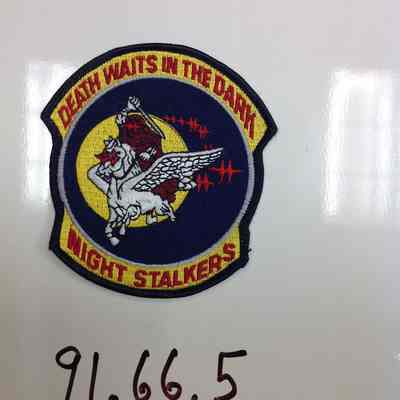 DEATH WAITS IN THE DARK
NIGHT STALKERS
91.66.5